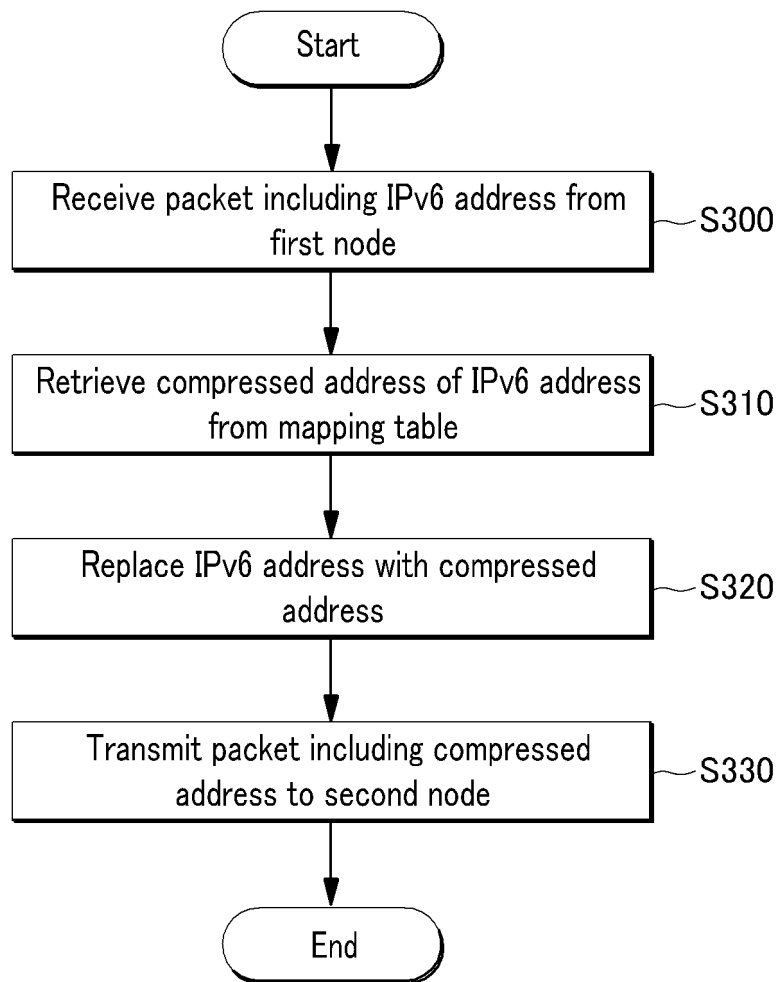 Start
Receive packet including IPv6 address from
first node
S300
Retrieve compressed address of IPv6 address
from mapping table
S310
Replace IPv6 address with compressed
address
S320
Transmit packet including compressed
address to second node
S330
End